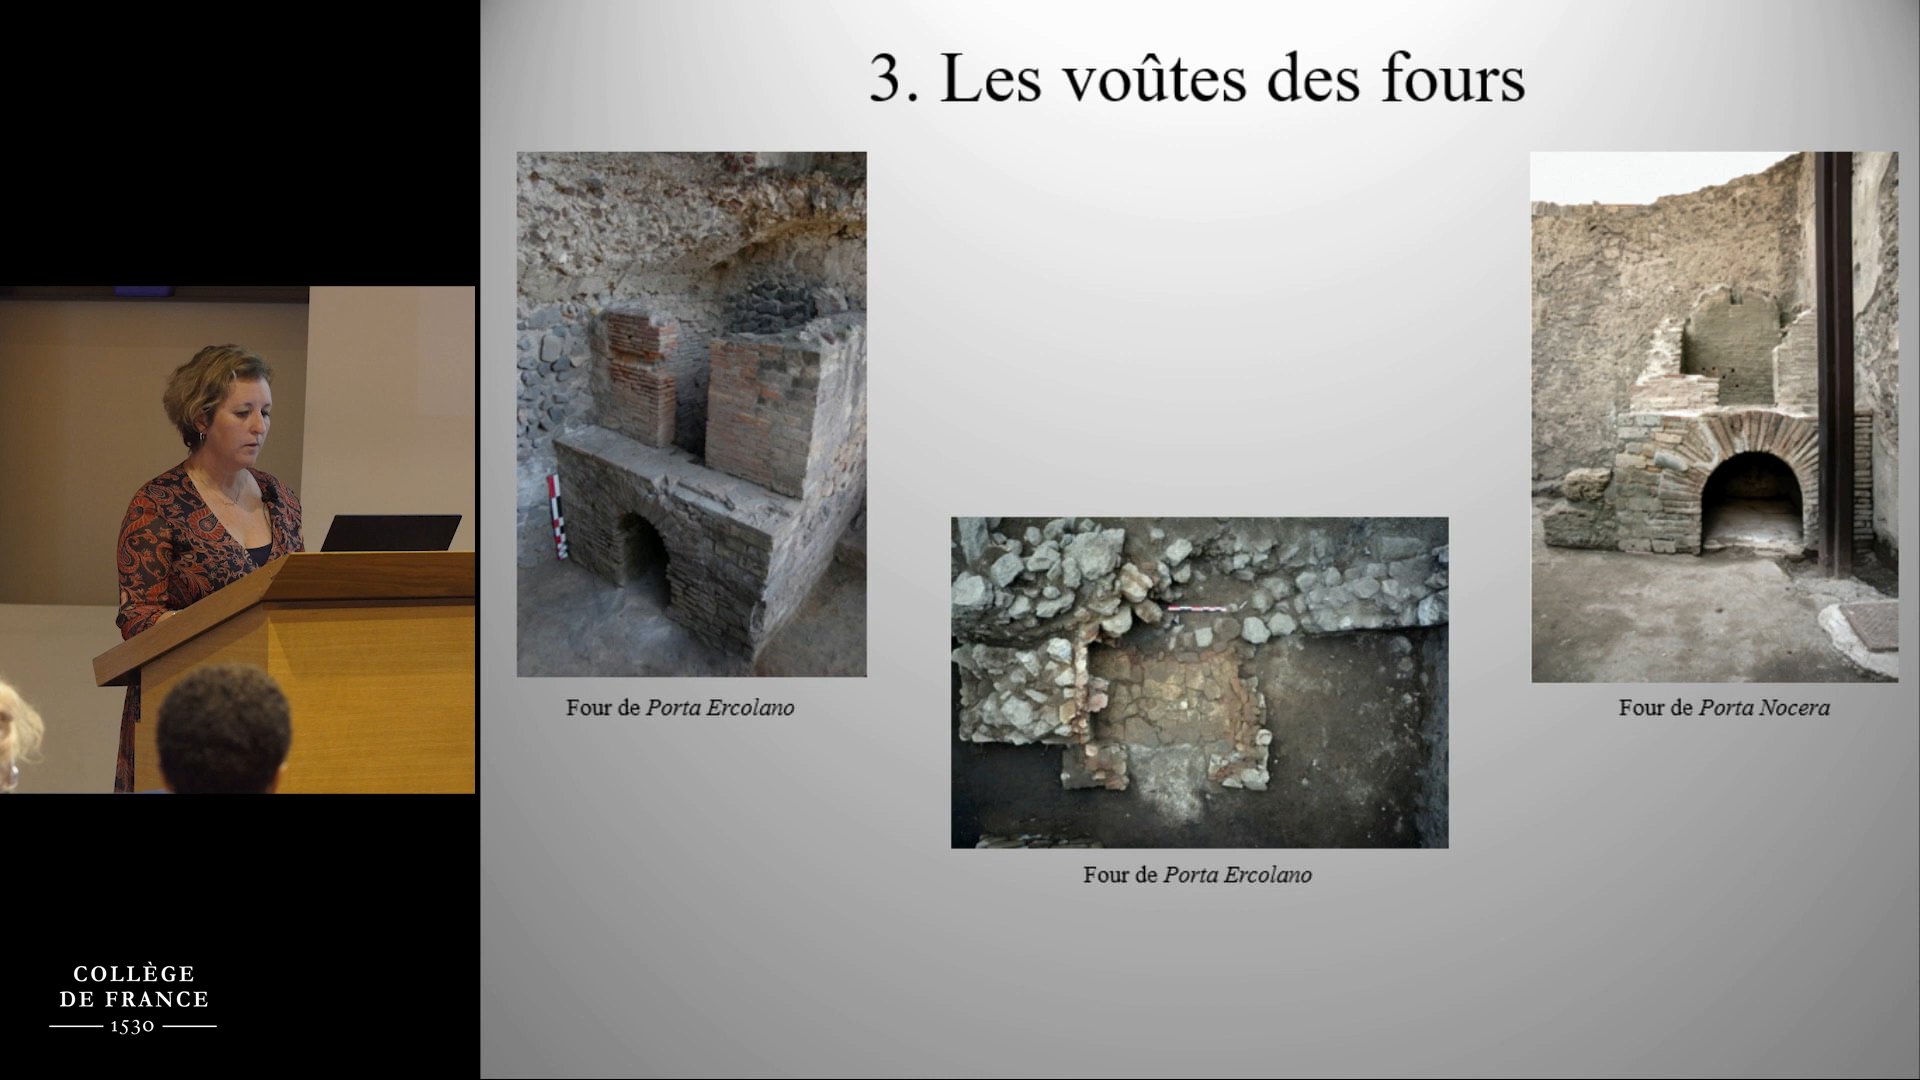 3. Les voûtes des fours
Four de Porta Ercolano
Four de Porta Nocera
Four de Porta Ercolano
COLLÈGE
DE FRANCE
1530